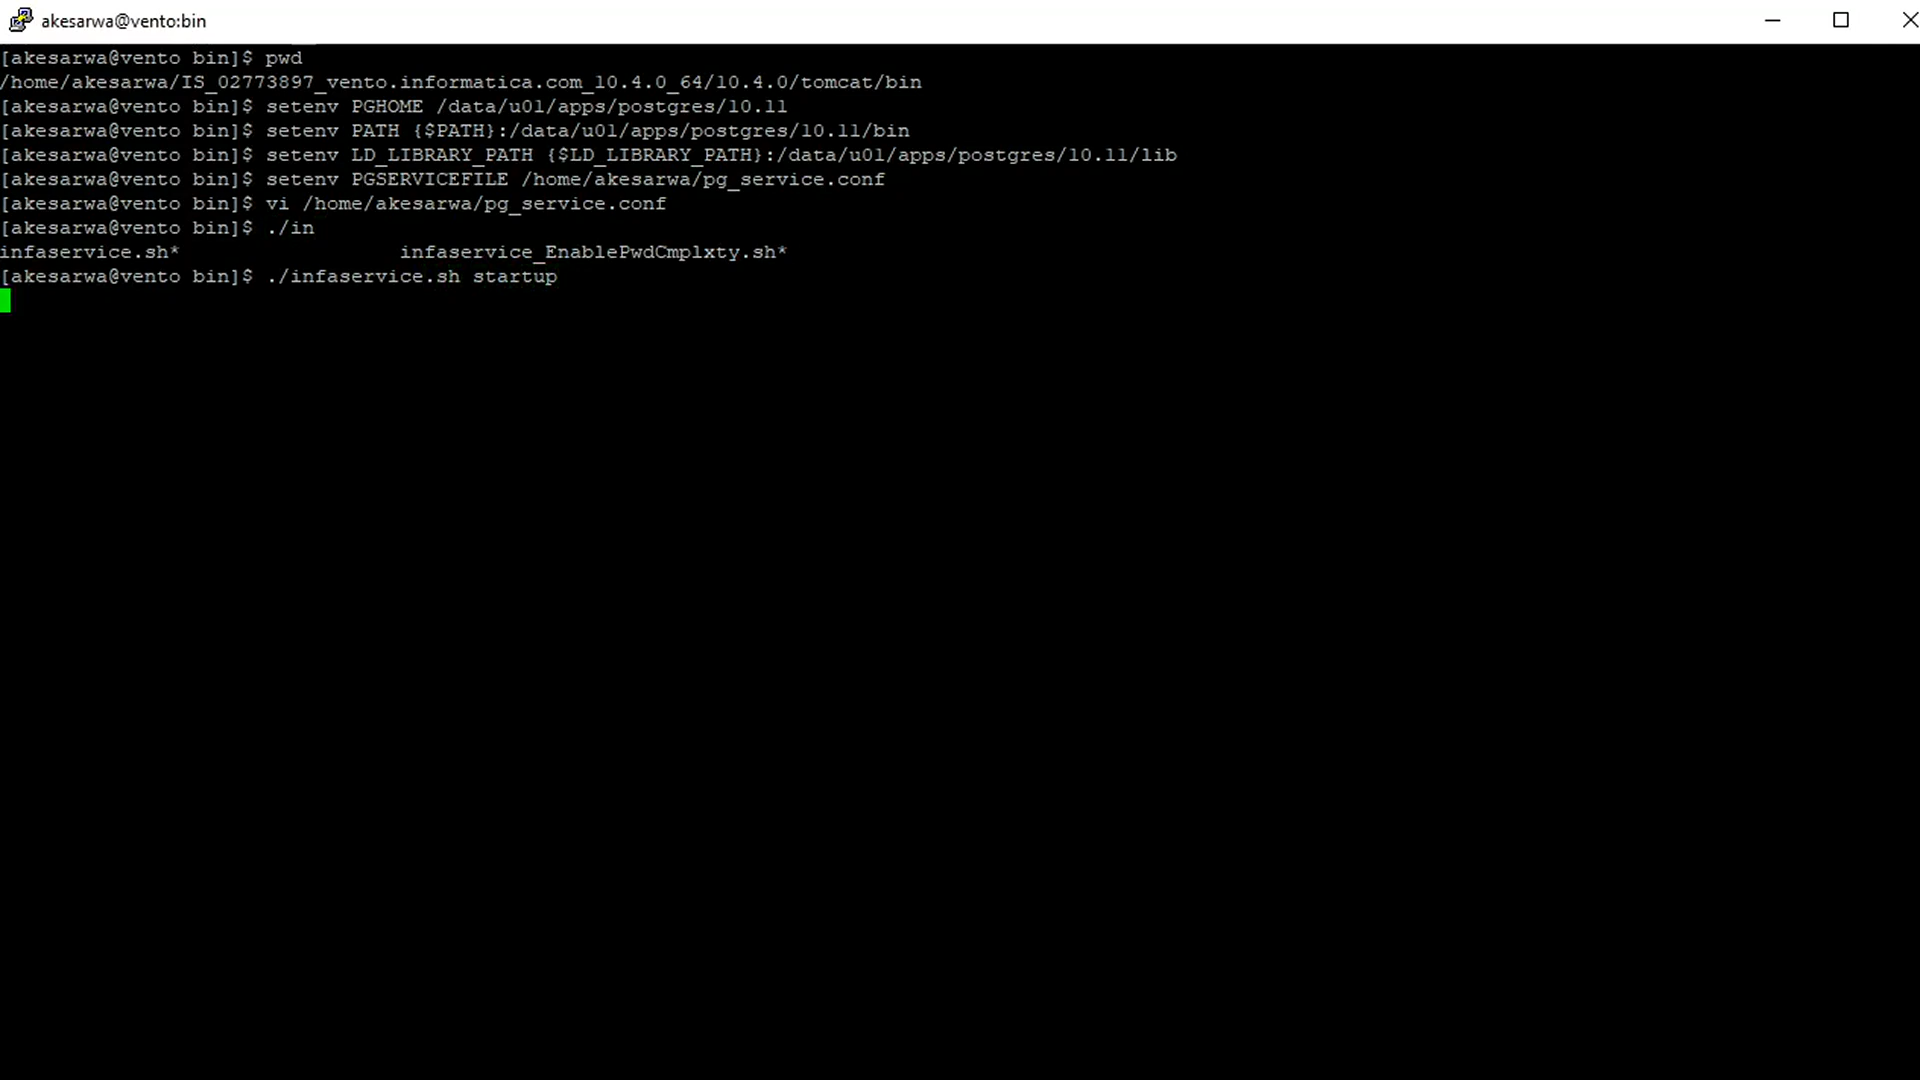 akesarwa@vento:bin
[akesarwa@vento bin]$ pwd
/home/akesarwa/IS_02773897_vento.informatica.com_10.4.0_64/10.4.0/tomcat/bin
[akesarwa@vento bin]$ setenv PGHOME /data/u01/apps/postgres/10.11
[akesarwa@vento bin]$ setenv PATH {$PATH}:/data/u01/apps/postgres/10.11/bin
[akesarwa@vento bin]$ setenv LD_LIBRARY_PATH {$LD_LIBRARY_PATH}:/data/u01/apps/postgres/10.11/lib
[akesarwa@vento bin]$ setenv PGSERVICEFILE /home/akesarwa/pg_service.conf
[akesarwa@vento bin]$ vi /home/akesarwa/pg_service.conf
[akesarwa@vento bin]$ ./in
infaservice.sh* infaservice_EnablePwdCmplxty.sh*
[akesarwa@vento bin]$ ./infaservice.sh startup